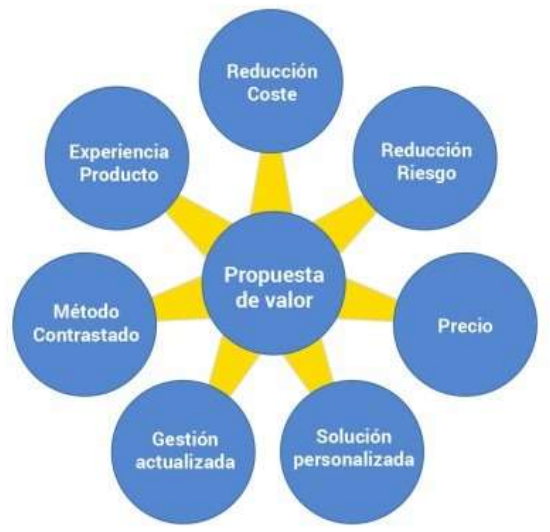 Reducción
Coste
Reducción
Riesgo
Precio
Solución
personalizada
Gestión
actualizada
Método
Contrastado
Experiencia
Producto
Propuesta
de valor